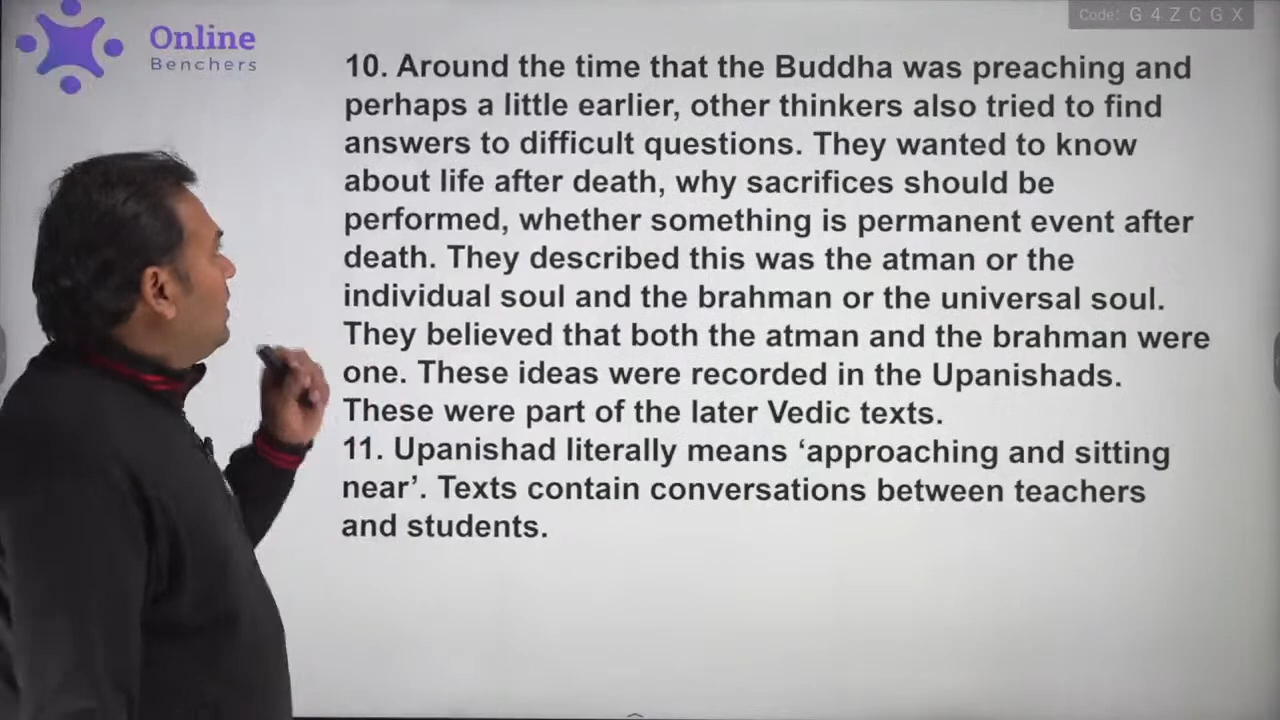 Online
Benchers
Code: G 4 Z C G X
10. Around the time that the Buddha was preaching and
perhaps a little earlier, other thinkers also tried to find
answers to difficult questions. They wanted to know
about life after death, why sacrifices should be
performed, whether something is permanent event after
death. They described this was the atman or the
individual soul and the brahman or the universal soul.
They believed that both the atman and the brahman were
one. These ideas were recorded in the Upanishads.
These were part of the later Vedic texts.
11. Upanishad literally means ‘approaching and sitting
near’. Texts contain conversations between teachers
and students.